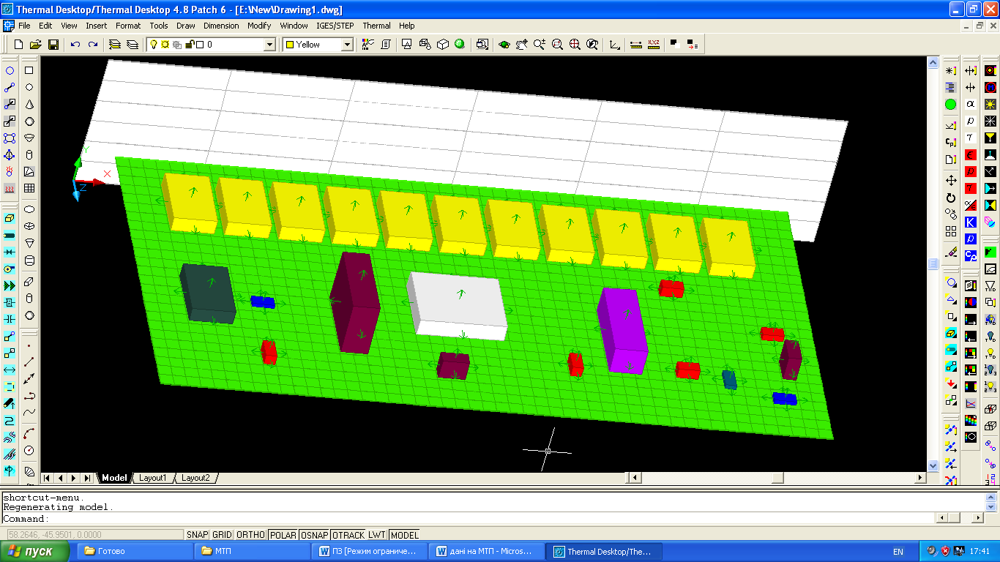 Thermal Desktop/Thermal Desktop 4.8 Patch 6 - [E:\New\Drawing1.dwg]
File Edit View Insert Format Tools Draw Dimension Modify Window IGES/STEP Thermal Help
0 Yellow
X
Y
Z
Model Layout1 Layout2
shortcut-menu.
Regenerating model.
Command:
58.2646, -45.9501, 0.0000 SNAP GRID ORTHO POLAR OSNAP OTRACK LWT MODEL
пуск Готово МТП ПЗ [Режим ограниче... дані на МТП - Micros... Thermal Desktop/The... EN 17:41